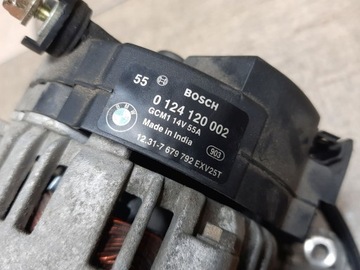 55 BOSCH
0 124 120 002
GCM1 14V 55A
Made in India
903
12.31-7 679 792 EXV25T
BMW